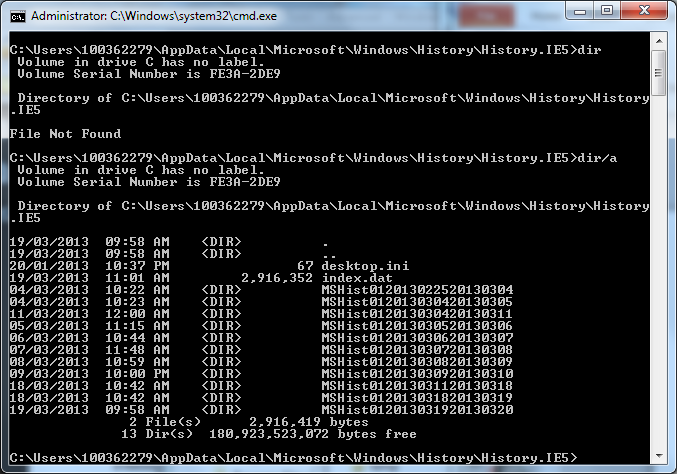 Administrator: C:\Windows\system32\cmd.exe
C:\Users\100362279\AppData\Local\Microsoft\Windows\History\History.IE5>dir
 Volume in drive C has no label.
 Volume Serial Number is FE3A-2DE9
 Directory of C:\Users\100362279\AppData\Local\Microsoft\Windows\History\History
.IE5
File Not Found
C:\Users\100362279\AppData\Local\Microsoft\Windows\History\History.IE5>dir/a
 Volume in drive C has no label.
 Volume Serial Number is FE3A-2DE9
 Directory of C:\Users\100362279\AppData\Local\Microsoft\Windows\History\History
.IE5
19/03/2013  09:58 AM    <DIR>          .
19/03/2013  09:58 AM    <DIR>          ..
20/01/2013  10:37 PM                67 desktop.ini
19/03/2013  11:01 AM         2,916,352 index.dat
04/03/2013  10:22 AM    <DIR>          MSHist012013022520130304
04/03/2013  10:23 AM    <DIR>          MSHist012013030420130305
11/03/2013  12:00 AM    <DIR>          MSHist012013030420130311
05/03/2013  11:15 AM    <DIR>          MSHist012013030520130306
06/03/2013  10:44 AM    <DIR>          MSHist012013030620130307
07/03/2013  11:48 AM    <DIR>          MSHist012013030720130308
08/03/2013  10:59 AM    <DIR>          MSHist012013030820130309
09/03/2013  10:00 PM    <DIR>          MSHist012013030920130310
18/03/2013  10:42 AM    <DIR>          MSHist012013031120130318
18/03/2013  10:42 AM    <DIR>          MSHist012013031820130319
19/03/2013  09:58 AM    <DIR>          MSHist012013031920130320
               2 File(s)      2,916,419 bytes
              13 Dir(s)  180,923,523,072 bytes free
C:\Users\100362279\AppData\Local\Microsoft\Windows\History\History.IE5>